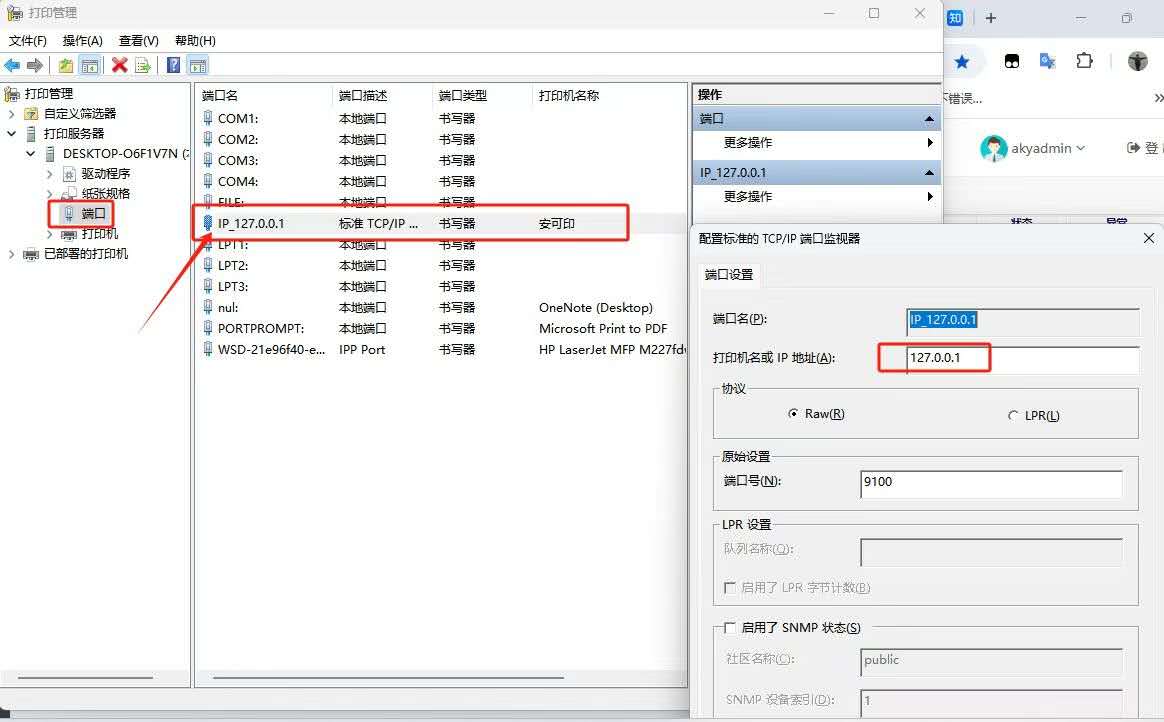 打印管理
文件(F) 操作(A) 查看(V) 帮助(H)
打印管理
自定义筛选器
打印服务器
DESKTOP-O6F1V7N (本
驱动程序
纸张规格
端口
打印机
已部署的打印机
端口名 端口描述 端口类型 打印机名称
COM1: 本地端口 书写器
COM2: 本地端口 书写器
COM3: 本地端口 书写器
COM4: 本地端口 书写器
FILE: 本地端口 书写器
IP_127.0.0.1 标准 TCP/IP ... 书写器 安可印
LPT1: 本地端口 书写器
LPT2: 本地端口 书写器
LPT3: 本地端口 书写器
nul: 本地端口 书写器 OneNote (Desktop)
PORTPROMPT: 本地端口 书写器 Microsoft Print to PDF
WSD-21e96f40-e... IPP Port 书写器 HP LaserJet MFP M227fdw
操作
端口
更多操作
IP_127.0.0.1
更多操作
知
不错误...
akyadmin
登
状态 异常
配置标准的 TCP/IP 端口监视器
端口设置
端口名(P): IP_127.0.0.1
打印机名或 IP 地址(A): 127.0.0.1
协议
Raw(R) LPR(L)
原始设置
端口号(N): 9100
LPR 设置
队列名称(Q):
启用了 LPR 字节计数(B)
启用了 SNMP 状态(S)
社区名称(C): public
SNMP 设备索引(D): 1